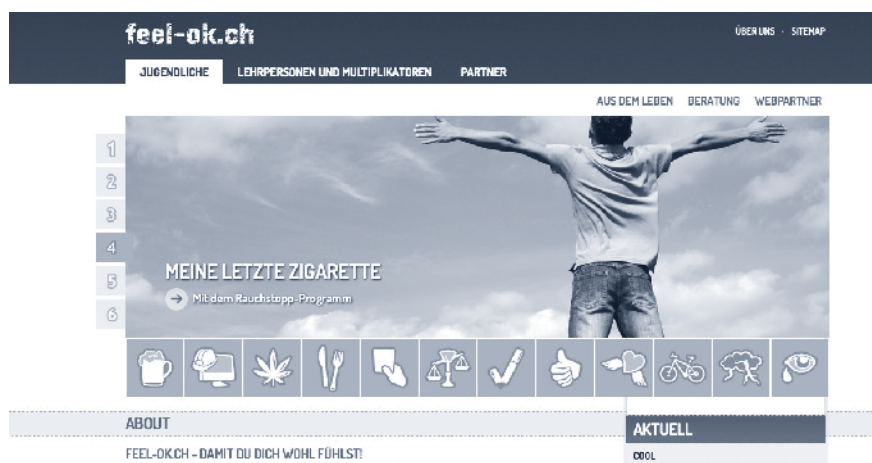 feel-ok.ch
ÜBER UNS · SITEMAP
JUGENDLICHE LEHRPERSONEN UND MULTIPLIKATOREN PARTNER
AUS DEM LEBEN BERATUNG WEBPARTNER
1
2
3
4
5
6
MEINE LETZTE ZIGARETTE
Mit dem Rauchstopp-Programm
ABOUT
AKTUELL
FEEL-OK.CH – DAMIT DU DICH WOHL FÜHLST!
COOL